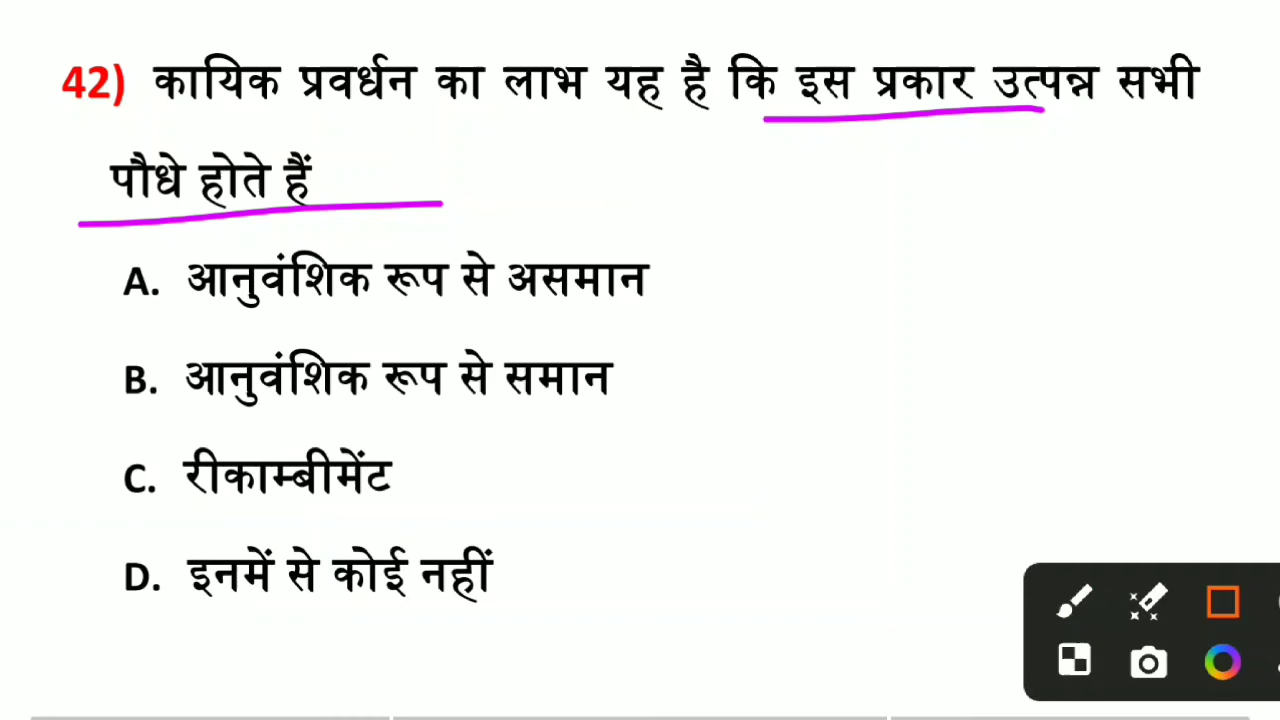 42) कायिक प्रवर्धन का लाभ यह है कि इस प्रकार उत्पन्न सभी
पौधे होते हैं
A. आनुवंशिक रूप से असमान
B. आनुवंशिक रूप से समान
C. रीकाम्बीमेंट
D. इनमें से कोई नहीं